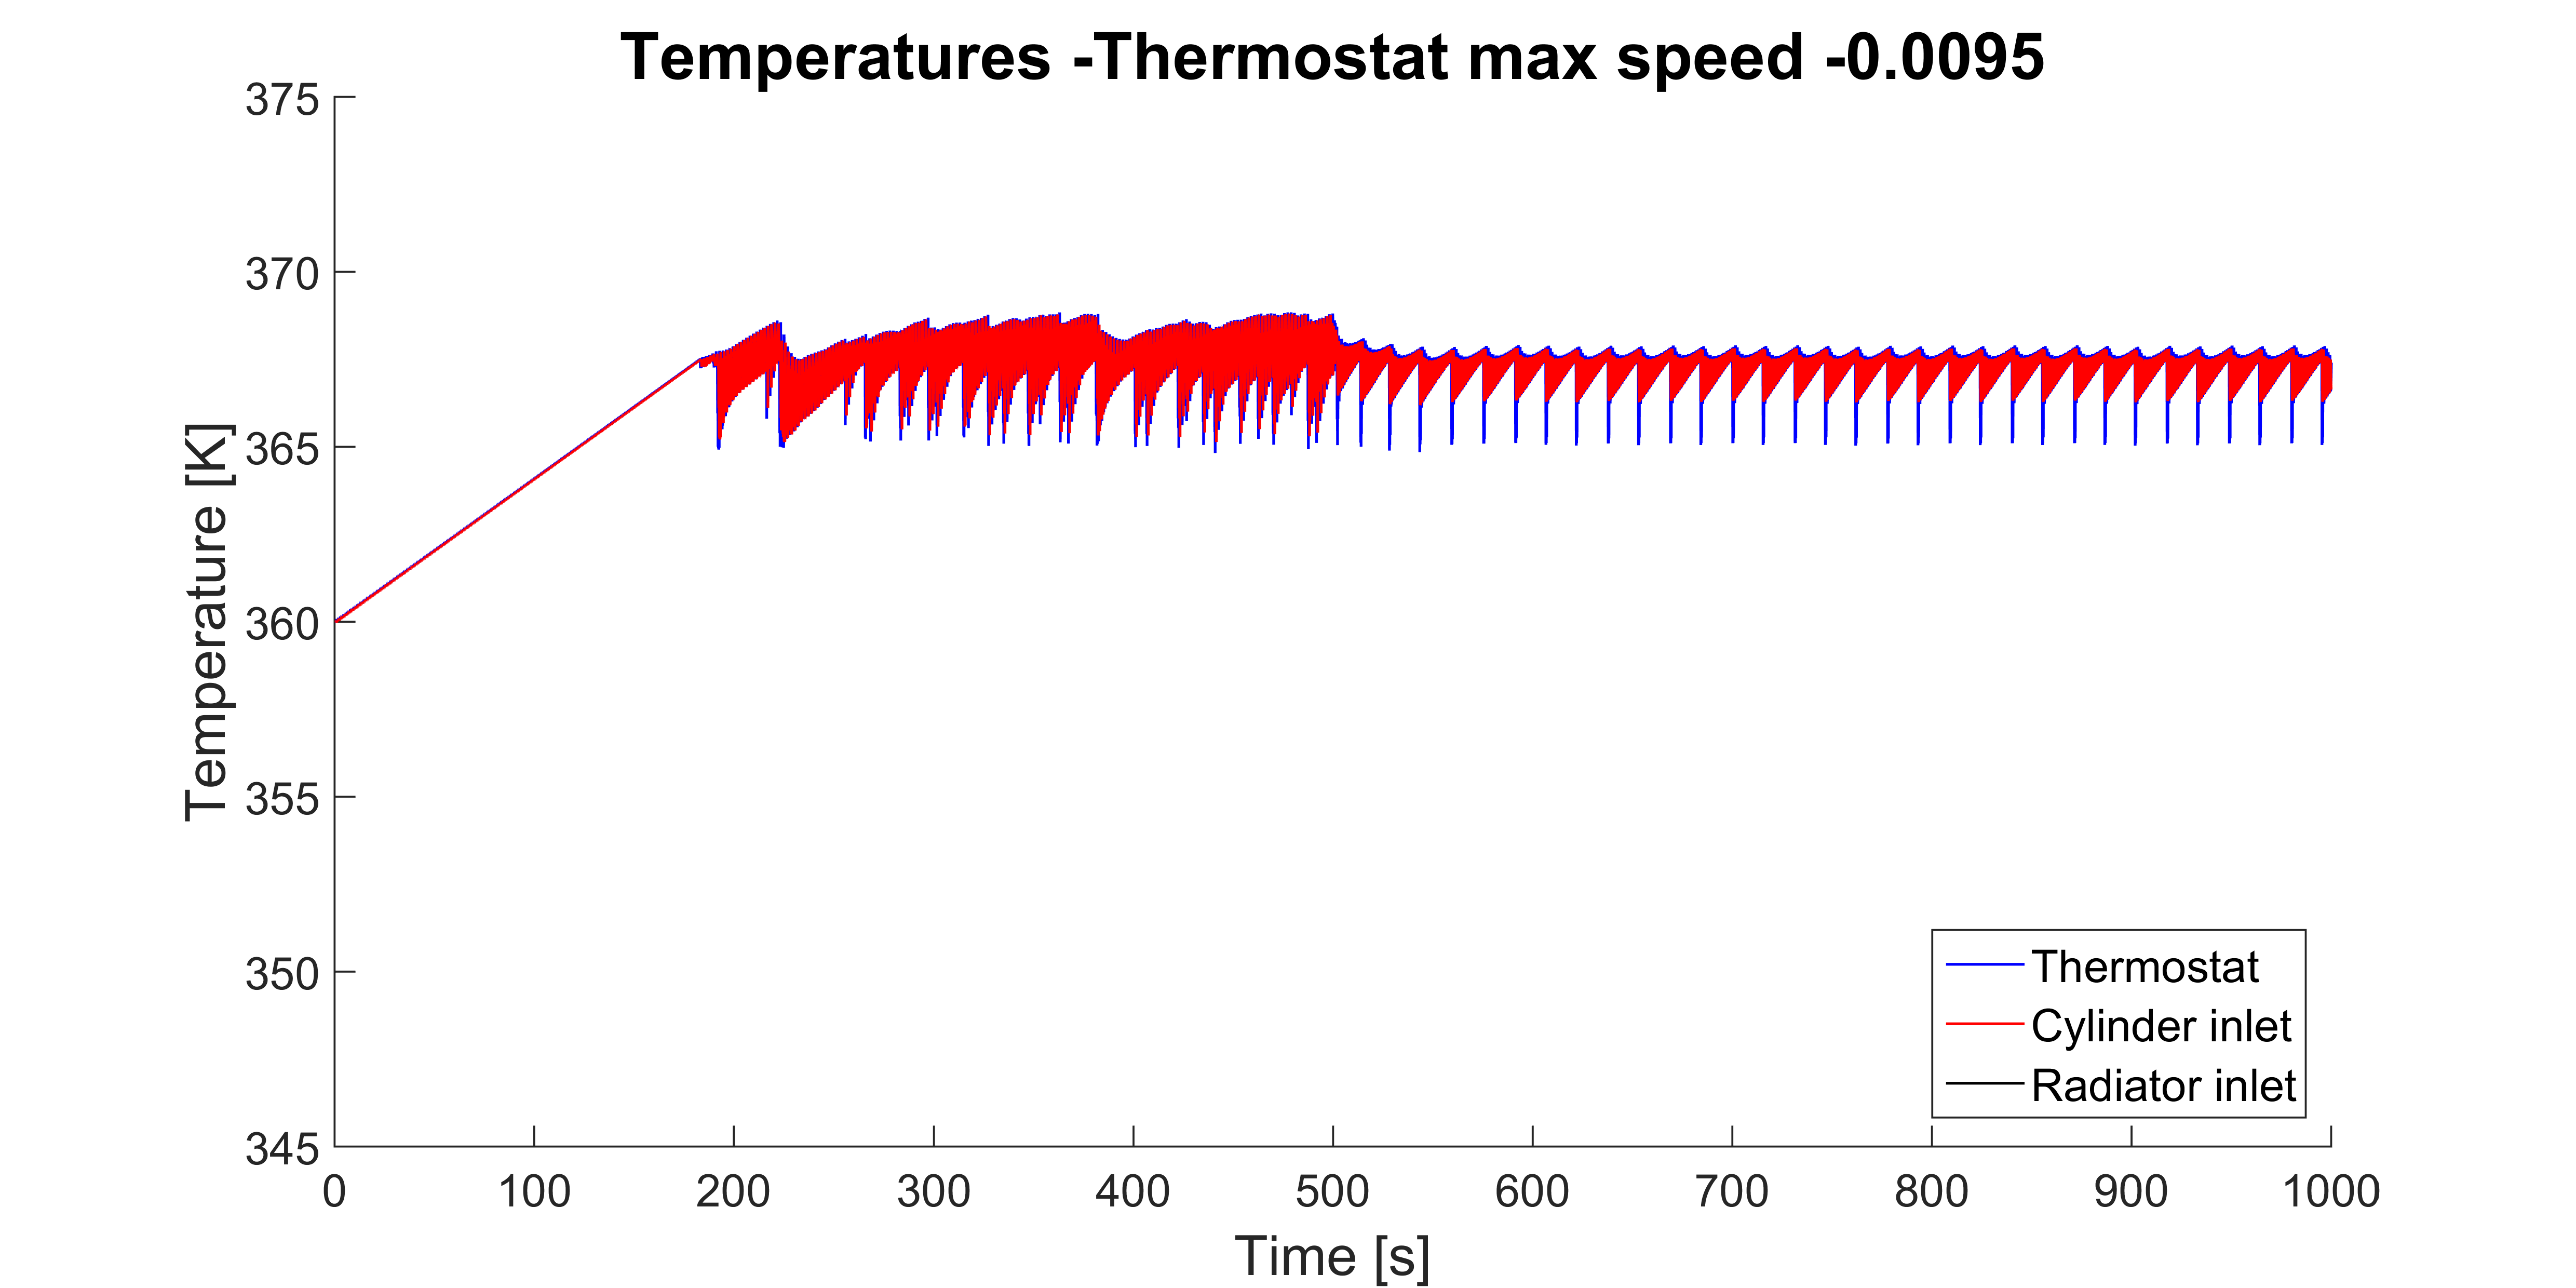 Temperatures -Thermostat max speed -0.0095
375
370
365
360
355
350
345
Temperature [K]
0 100 200 300 400 500 600 700 800 900 1000
Time [s]
Thermostat
Cylinder inlet
Radiator inlet